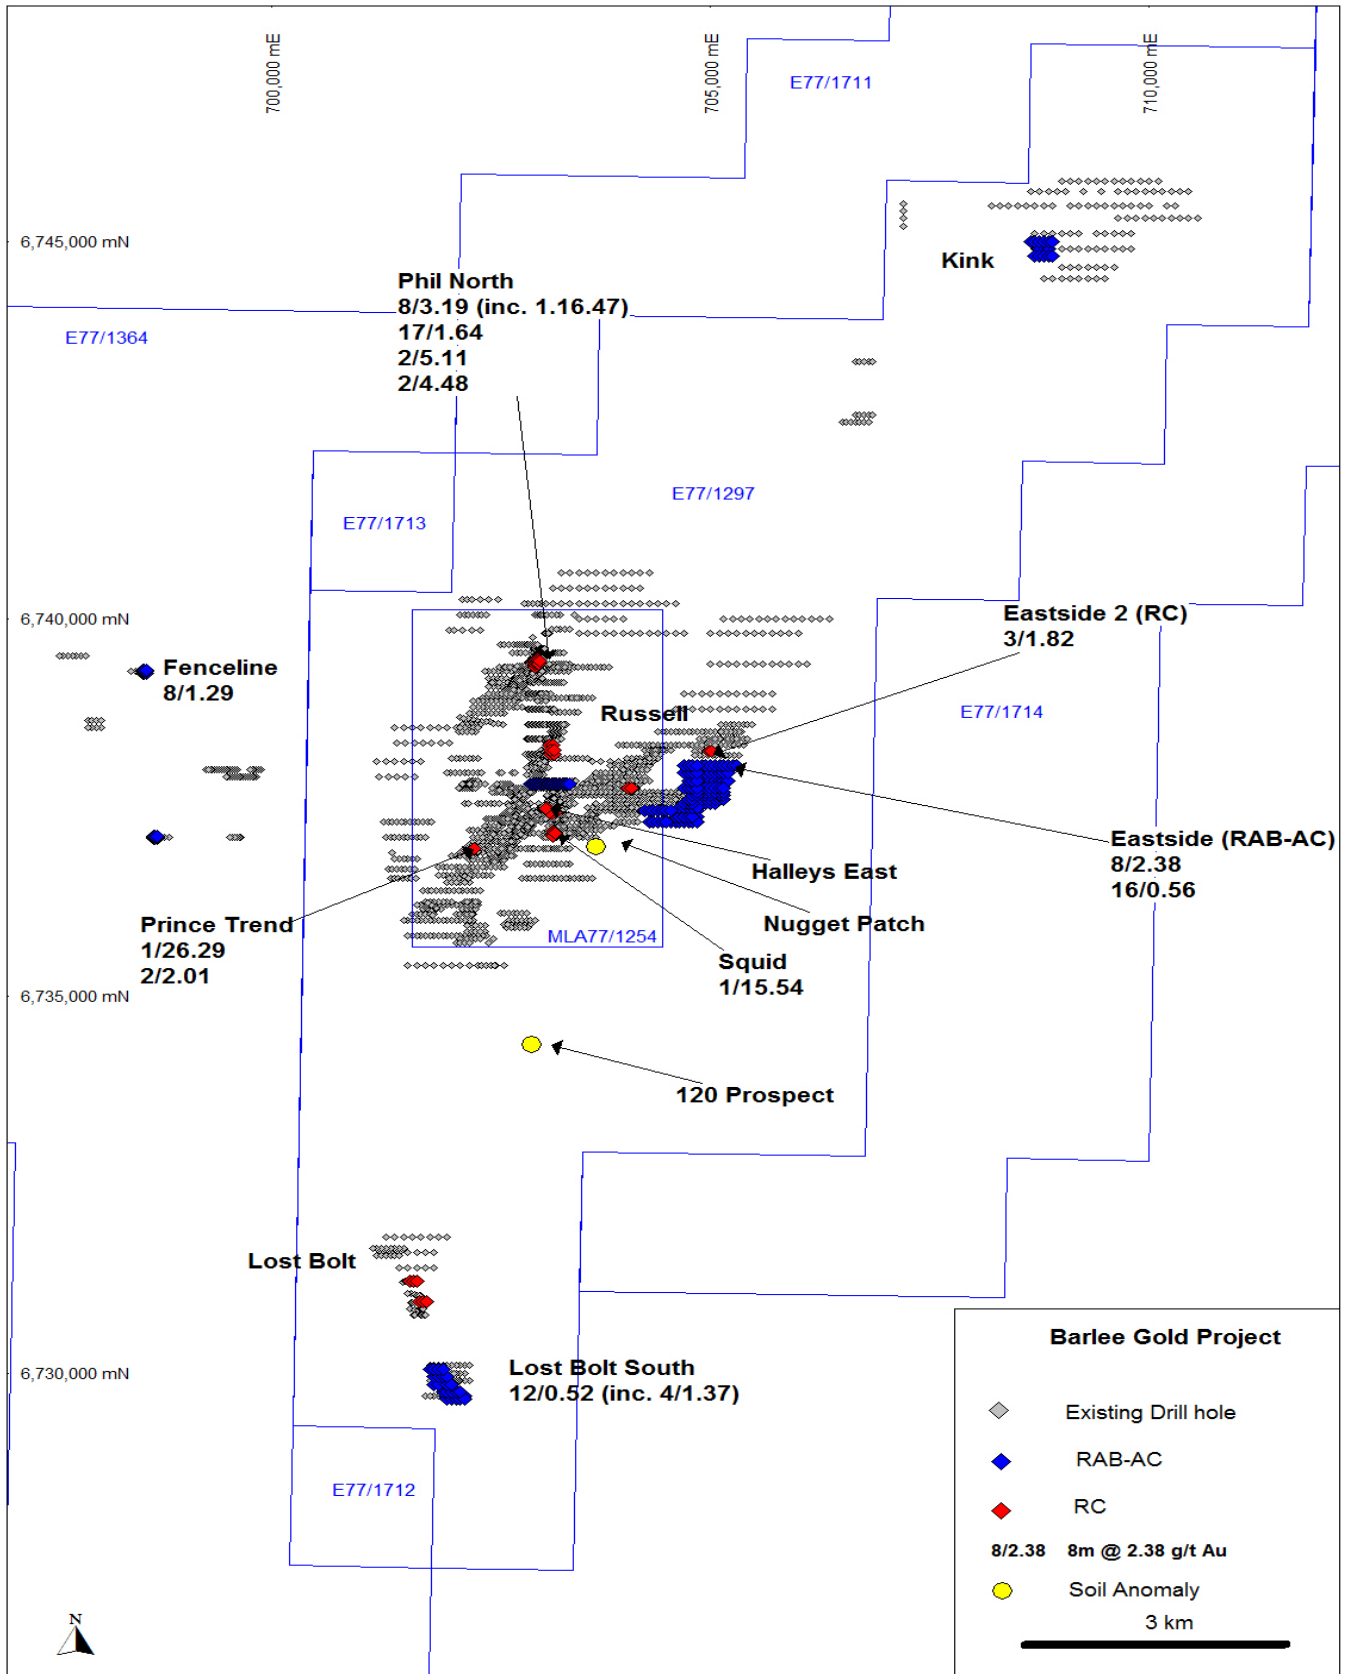 700,000 mE
705,000 mE
710,000 mE
E77/1711
6,745,000 mN
Kink
Phil North
8/3.19 (inc. 1.16.47)
17/1.64
2/5.11
2/4.48
E77/1364
E77/1297
E77/1713
6,740,000 mN
Eastside 2 (RC)
3/1.82
Fenceline
8/1.29
Russell
E77/1714
Eastside (RAB-AC)
8/2.38
16/0.56
Halleys East
Nugget Patch
Prince Trend
1/26.29
2/2.01
MLA77/1254
Squid
1/15.54
6,735,000 mN
120 Prospect
Lost Bolt
6,730,000 mN
Lost Bolt South
12/0.52 (inc. 4/1.37)
E77/1712
Barlee Gold Project
Existing Drill hole
RAB-AC
RC
8/2.38 8m @ 2.38 g/t Au
Soil Anomaly
3 km
N